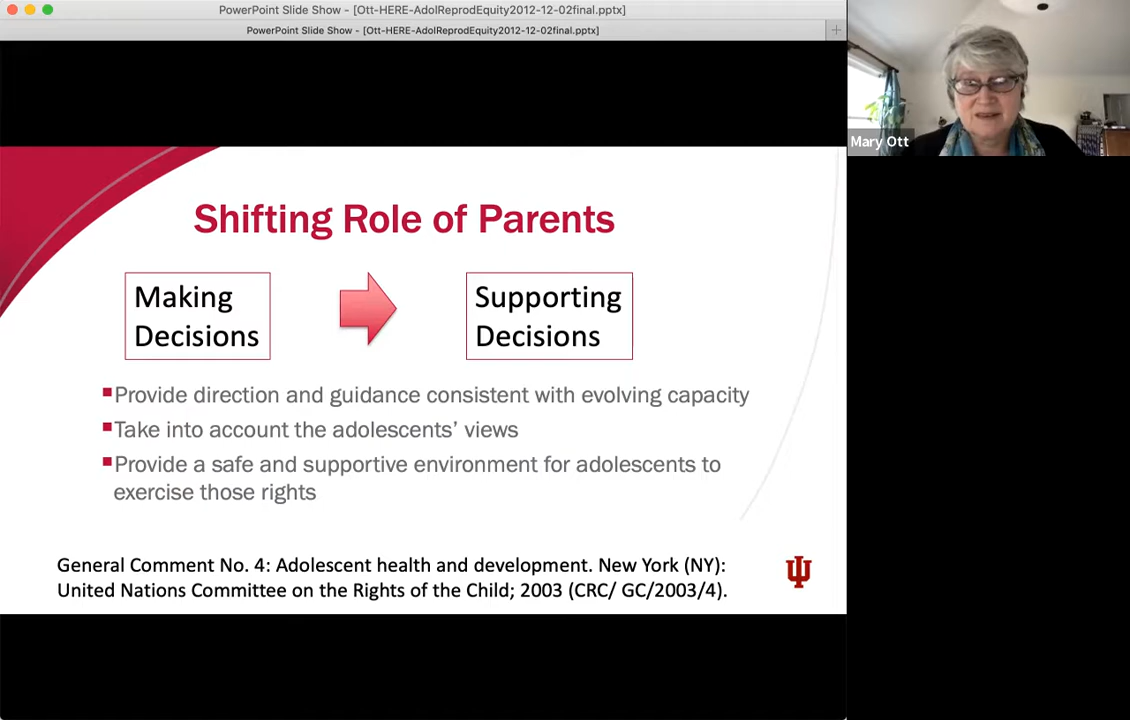 PowerPoint Slide Show - [Ott-HERE-AdolReprodEquity2012-12-02final.pptx]
PowerPoint Slide Show - [Ott-HERE-AdolReprodEquity2012-12-02final.pptx]
Mary Ott
Shifting Role of Parents
Making
Decisions
Supporting
Decisions
Provide direction and guidance consistent with evolving capacity
Take into account the adolescents’ views
Provide a safe and supportive environment for adolescents to
exercise those rights
General Comment No. 4: Adolescent health and development. New York (NY):
United Nations Committee on the Rights of the Child; 2003 (CRC/ GC/2003/4).